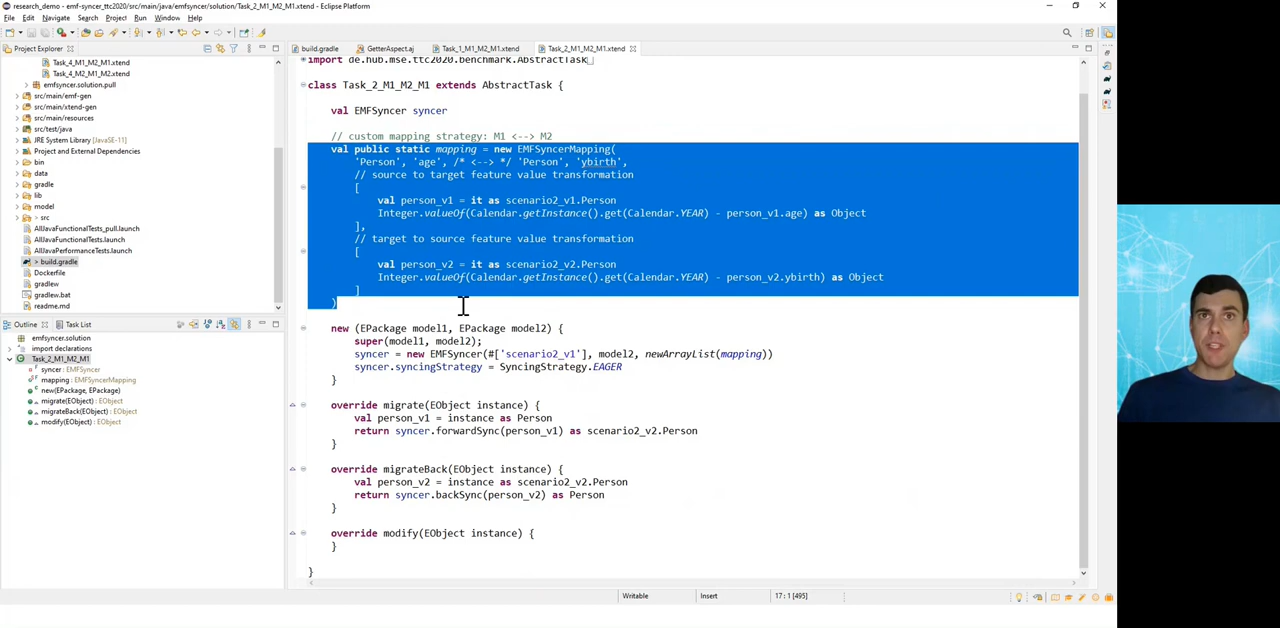 research_demo - emf-syncer_ttc2020/src/main/java/emfsyncer/solution/Task_2_M1_M2_M1.xtend - Eclipse Platform
File Edit Navigate Search Project Run Window Help
Project Explorer
Task_4_M1_M2_M1.xtend
Task_4_M2_M1_M2.xtend
emfsyncer.solution.pull
src/main/emf-gen
src/main/xtend-gen
src/main/resources
src/test/java
JRE System Library [JavaSE-11]
Project and External Dependencies
bin
data
gradle
lib
model
> src
AllJavaFunctionalTests_pull.launch
AllJavaFunctionalTests.launch
AllJavaPerformanceTests.launch
> build.gradle
Dockerfile
gradlew
gradlew.bat
readme.md
Outline Task List
emfsyncer.solution
import declarations
Task_2_M1_M2_M1
syncer : EMFSyncer
mapping : EMFSyncerMapping
new(EPackage, EPackage)
migrate(EObject) : EObject
migrateBack(EObject) : EObject
modify(EObject) : EObject
build.gradle GetterAspect.aj Task_1_M1_M2_M1.xtend Task_2_M1_M2_M1.xtend
import de.hub.mse.ttc2020.benchmark.AbstractTask
class Task_2_M1_M2_M1 extends AbstractTask {
val EMFSyncer syncer
// custom mapping strategy: M1 <--> M2
val public static mapping = new EMFSyncerMapping(
'Person', 'age', /* <--> */ 'Person', 'ybirth',
// source to target feature value transformation
[
val person_v1 = it as scenario2_v1.Person
Integer.valueOf(Calendar.getInstance().get(Calendar.YEAR) - person_v1.age) as Object
],
// target to source feature value transformation
[
val person_v2 = it as scenario2_v2.Person
Integer.valueOf(Calendar.getInstance().get(Calendar.YEAR) - person_v2.ybirth) as Object
]
)
new (EPackage model1, EPackage model2) {
super(model1, model2);
syncer = new EMFSyncer(#['scenario2_v1'], model2, newArrayList(mapping))
syncer.syncingStrategy = SyncingStrategy.EAGER
}
override migrate(EObject instance) {
val person_v1 = instance as Person
return syncer.forwardSync(person_v1) as scenario2_v2.Person
}
override migrateBack(EObject instance) {
val person_v2 = instance as scenario2_v2.Person
return syncer.backSync(person_v2) as Person
}
override modify(EObject instance) {
}
}
Writable Insert 17 : 1 [495]